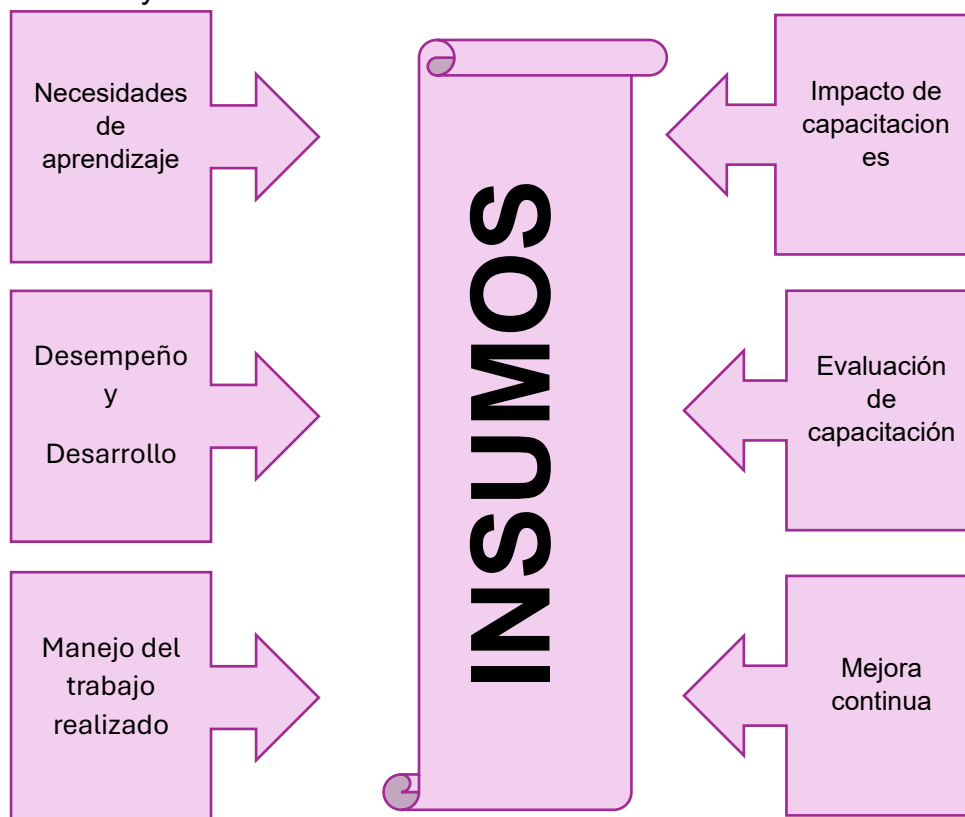 Necesidades
de
aprendizaje
Desempeño
y
Desarrollo
Manejo del
trabajo
realizado
INSUMOS
Impacto de
capacitacion
es
Evaluación
de
capacitación
Mejora
continua